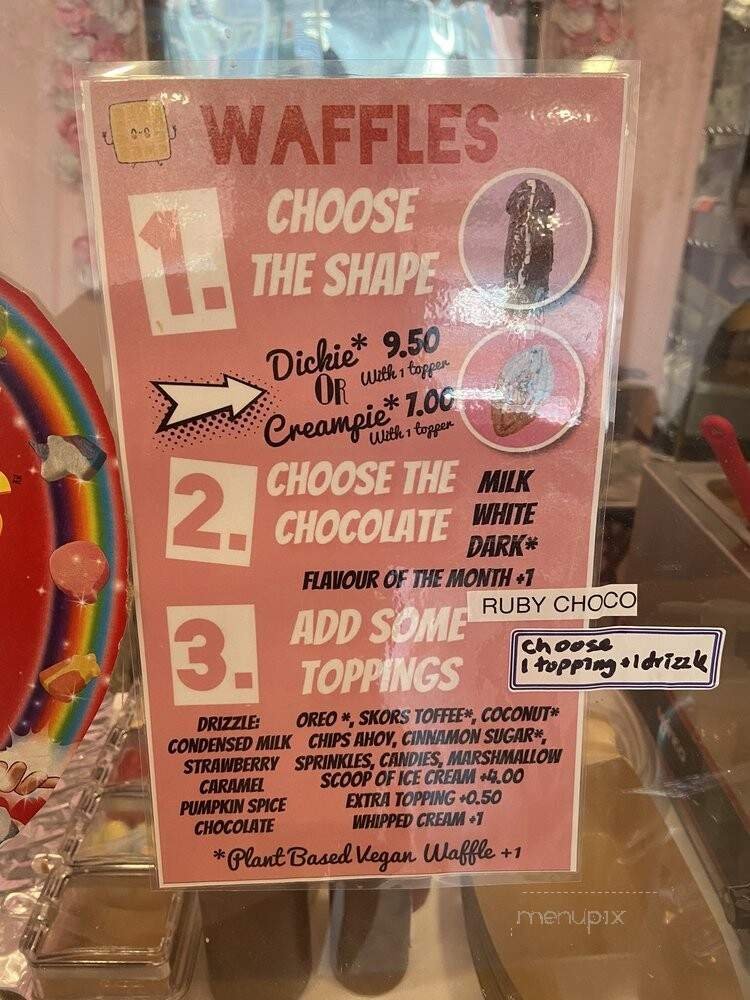 WAFFLES
1.
CHOOSE
THE SHAPE
Dickie* 9.50
With 1 topper
OR
Creampie* 7.00
With 1 topper
2.
CHOOSE THE
CHOCOLATE
MILK
WHITE
DARK*
FLAVOUR OF THE MONTH +1
RUBY CHOCO
3.
ADD SOME
TOPPINGS
choose
1 topping + 1 drizzle
DRIZZLE:
CONDENSED MILK
STRAWBERRY
CARAMEL
PUMPKIN SPICE
CHOCOLATE
OREO *, SKORS TOFFEE*, COCONUT*
CHIPS AHOY, CINNAMON SUGAR*,
SPRINKLES, CANDIES, MARSHMALLOW
SCOOP OF ICE CREAM +4.00
EXTRA TOPPING +0.50
WHIPPED CREAM +1
*Plant Based Vegan Waffle +1
menupix